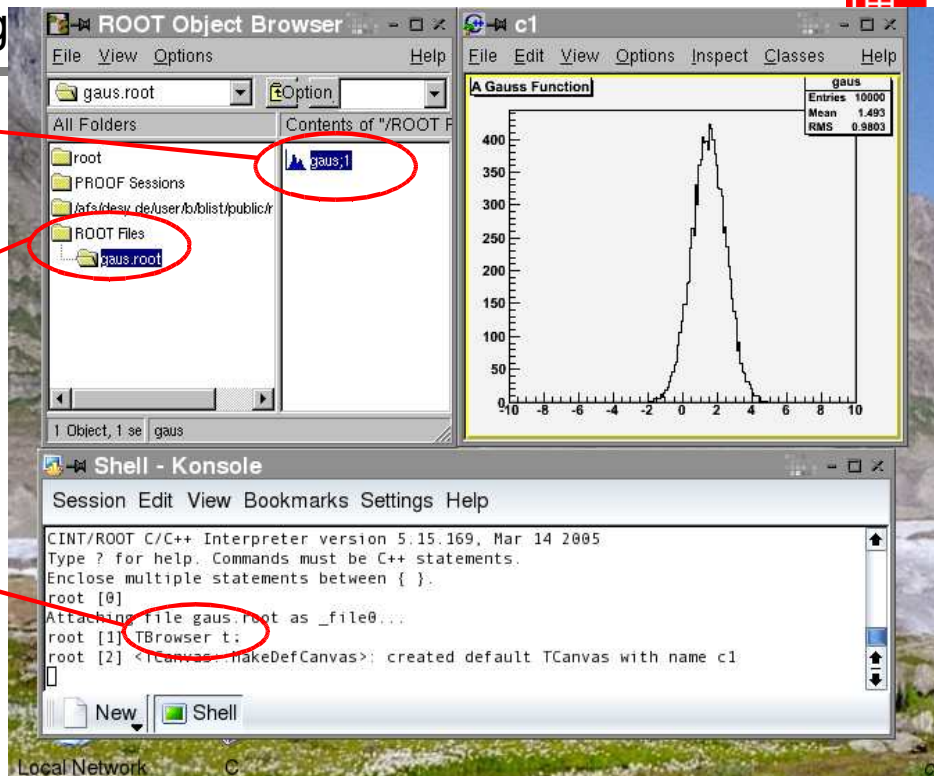 g
ROOT Object Browser
File View Options Help
gaus.root
Option
All Folders
Contents of "/ROOT F
root
PROOF Sessions
/afs/desy.de/user/b/blist/public/r
ROOT Files
gaus.root
gaus;1
1 Object, 1 se
gaus
c1
File Edit View Options Inspect Classes Help
A Gauss Function
gaus
Entries 10000
Mean 1.493
RMS 0.9803
400
350
300
250
200
150
100
50
0
-10 -8 -6 -4 -2 0 2 4 6 8 10
Shell - Konsole
Session Edit View Bookmarks Settings Help
CINT/ROOT C/C++ Interpreter version 5.15.169, Mar 14 2005
Type ? for help. Commands must be C++ statements.
Enclose multiple statements between { }.
root [0]
Attaching file gaus.root as _file0...
root [1] TBrowser t;
root [2] <TCanvas::MakeDefCanvas>: created default TCanvas with name c1
New Shell
Local Network C